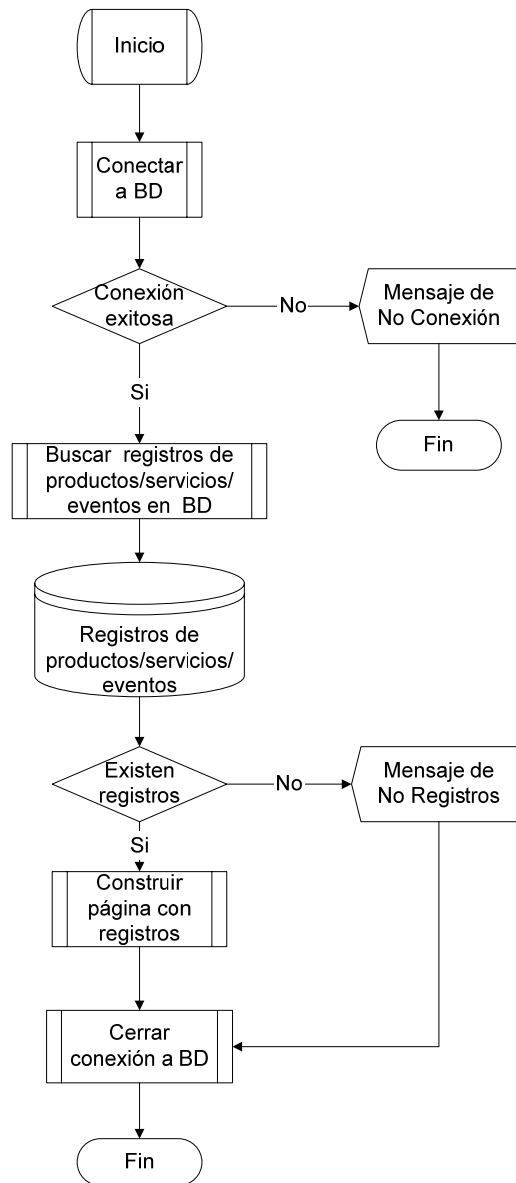 Inicio
Conectar
a BD
Conexión
exitosa
No
Mensaje de
No Conexión
Si
Fin
Buscar registros de
productos/servicios/
eventos en BD
Registros de
productos/servicios/
eventos
Existen
registros
No
Mensaje de
No Registros
Si
Construir
página con
registros
Cerrar
conexión a BD
Fin